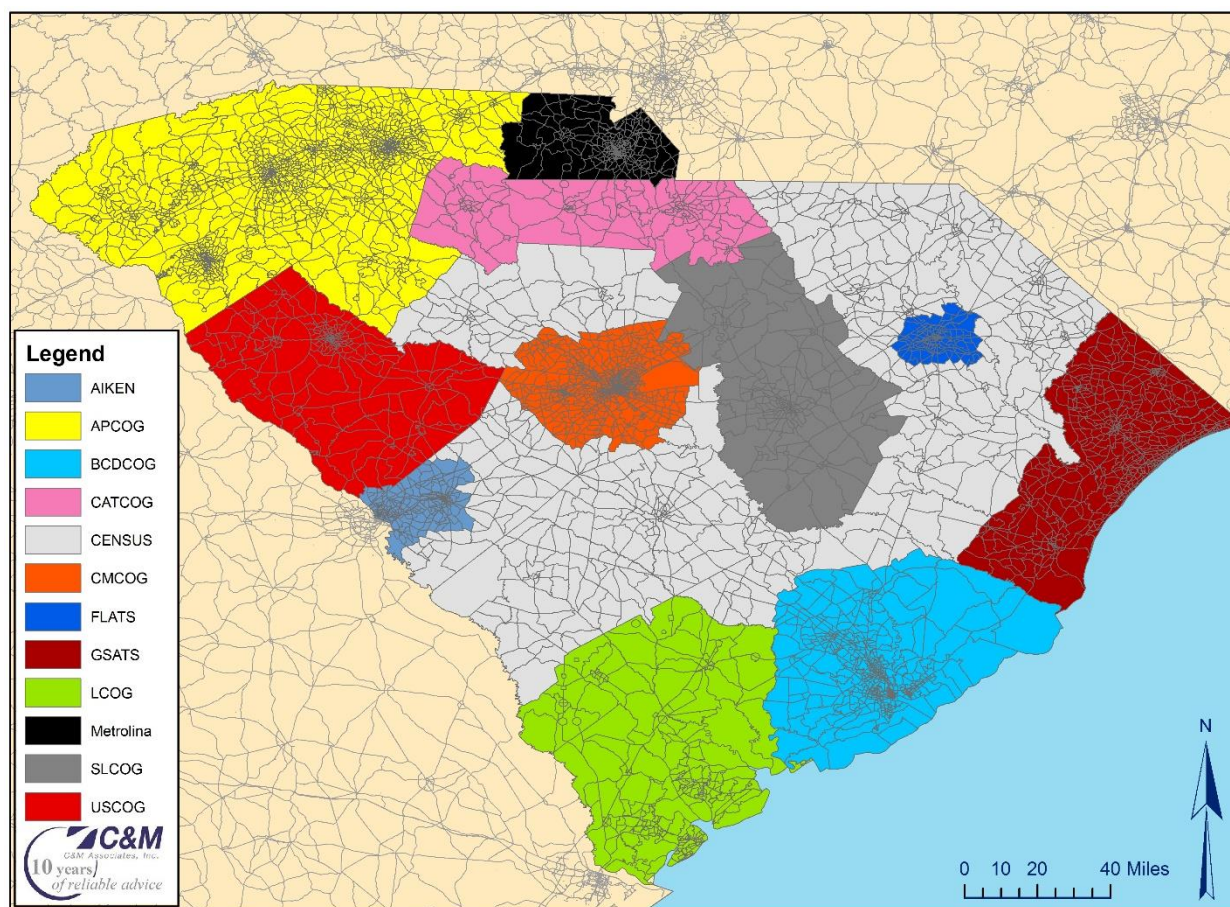 Legend
AIKEN
APCOG
BCDCOG
CATCOG
CENSUS
CMCOG
FLATS
GSATS
LCOG
Metrolina
SLCOG
USCOG
C&M
C&M Associates, Inc.
10 years
of reliable advice
N
0 10 20 40 Miles